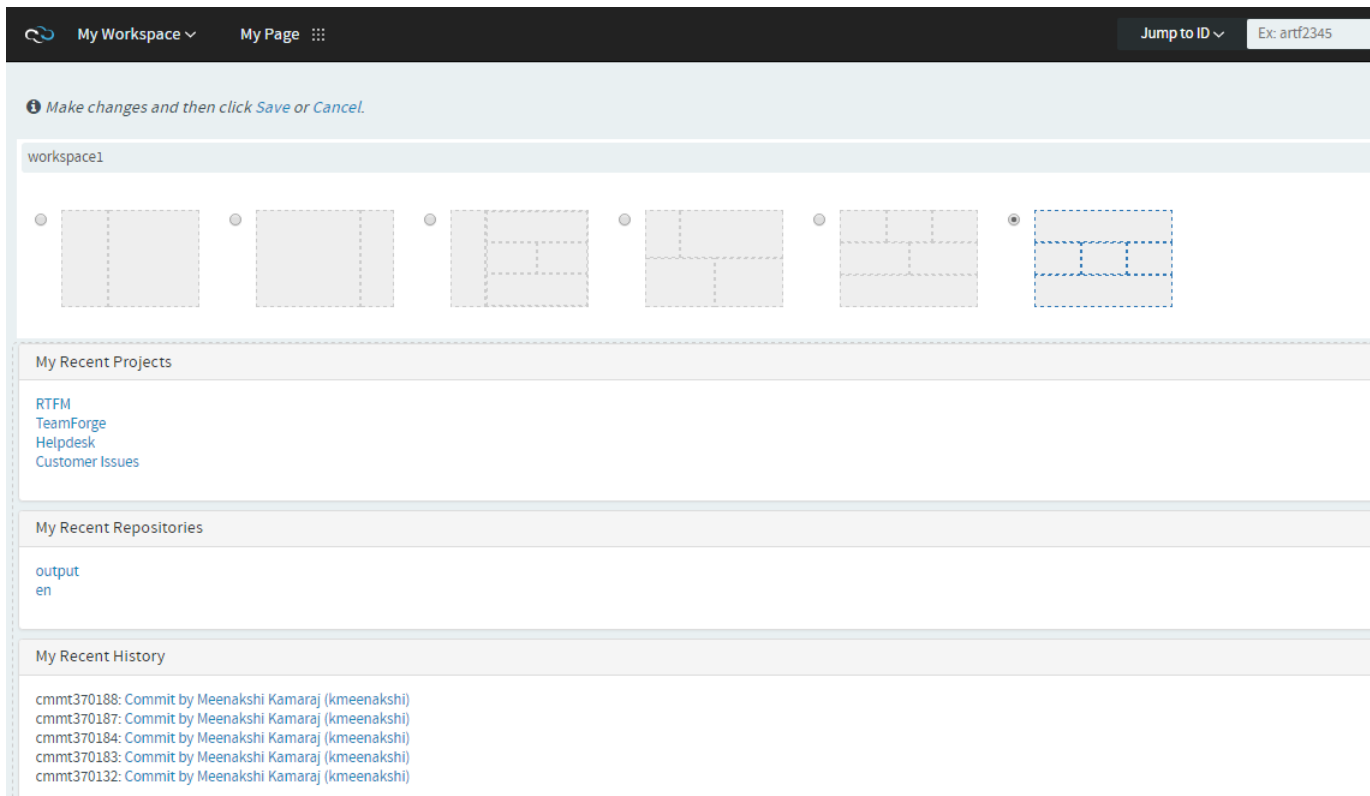 My Workspace My Page Jump to ID Ex: artf2345
Make changes and then click Save or Cancel.
workspace1
My Recent Projects
RTFM
TeamForge
Helpdesk
Customer Issues
My Recent Repositories
output
en
My Recent History
cmmt370188: Commit by Meenakshi Kamaraj (kmeenakshi)
cmmt370187: Commit by Meenakshi Kamaraj (kmeenakshi)
cmmt370184: Commit by Meenakshi Kamaraj (kmeenakshi)
cmmt370183: Commit by Meenakshi Kamaraj (kmeenakshi)
cmmt370132: Commit by Meenakshi Kamaraj (kmeenakshi)